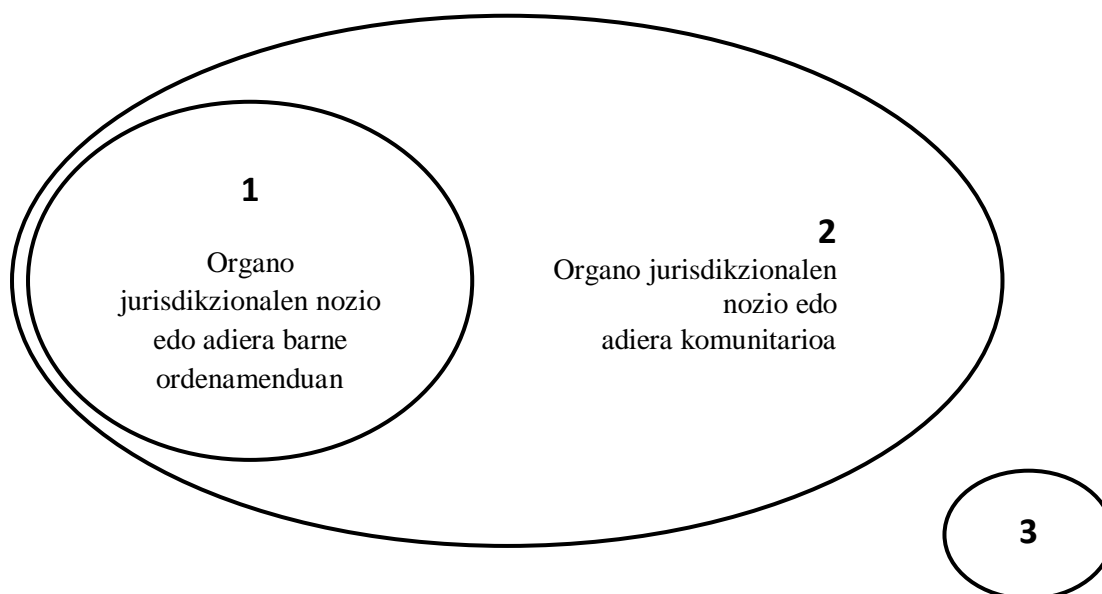 1
Organo
jurisdikzionalen nozio
edo adiera barne
ordenamenduan
2
Organo jurisdikzionalen
nozio edo
adiera komunitarioa
3